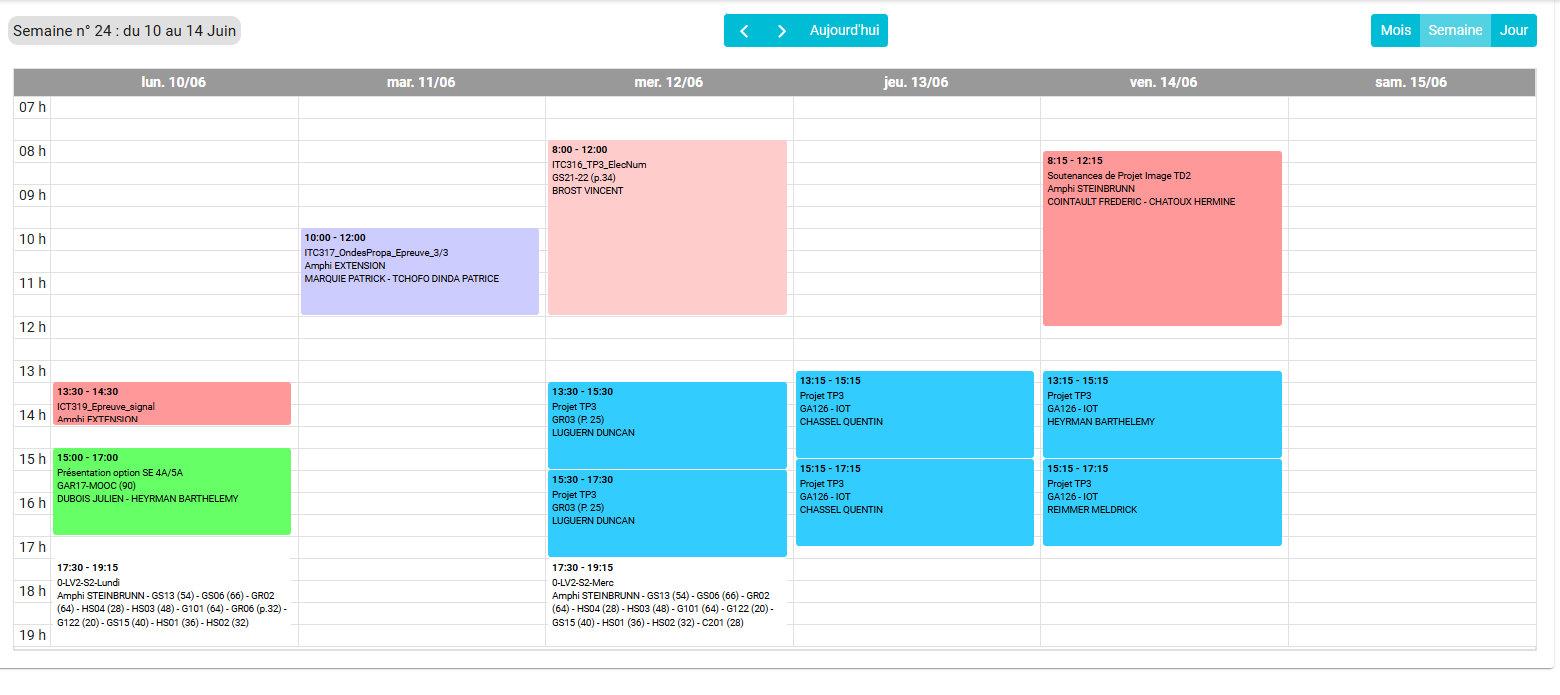 Semaine n° 24 : du 10 au 14 Juin
Aujourd'hui
Mois Semaine Jour
lun. 10/06 mar. 11/06 mer. 12/06 jeu. 13/06 ven. 14/06 sam. 15/06
07 h
08 h
09 h
10 h
11 h
12 h
13 h
14 h
15 h
16 h
17 h
18 h
19 h
13:30 - 14:30
ICT319_Epreuve_signal
Amphi EXTENSION
15:00 - 17:00
Présentation option SE 4A/5A
GAR17-MOOC (90)
DUBOIS JULIEN - HEYRMAN BARTHELEMY
17:30 - 19:15
0-LV2-S2-Lundi
Amphi STEINBRUNN - GS13 (54) - GS06 (66) - GR02
(64) - HS04 (28) - HS03 (48) - G101 (64) - GR06 (p.32) -
G122 (20) - GS15 (40) - HS01 (36) - HS02 (32)
10:00 - 12:00
ITC317_OndesPropa_Epreuve_3/3
Amphi EXTENSION
MARQUIE PATRICK - TCHOFO DINDA PATRICE
8:00 - 12:00
ITC316_TP3_ElecNum
GS21-22 (p.34)
BROST VINCENT
13:30 - 15:30
Projet TP3
GR03 (P. 25)
LUGUERN DUNCAN
15:30 - 17:30
Projet TP3
GR03 (P. 25)
LUGUERN DUNCAN
17:30 - 19:15
0-LV2-S2-Merc
Amphi STEINBRUNN - GS13 (54) - GS06 (66) - GR02
(64) - HS04 (28) - HS03 (48) - G101 (64) - G122 (20) -
GS15 (40) - HS01 (36) - HS02 (32) - C201 (28)
13:15 - 15:15
Projet TP3
GA126 - IOT
CHASSEL QUENTIN
15:15 - 17:15
Projet TP3
GA126 - IOT
CHASSEL QUENTIN
8:15 - 12:15
Soutenances de Projet Image TD2
Amphi STEINBRUNN
COINTAULT FREDERIC - CHATOUX HERMINE
13:15 - 15:15
Projet TP3
GA126 - IOT
HEYRMAN BARTHELEMY
15:15 - 17:15
Projet TP3
GA126 - IOT
REIMMER MELDRICK